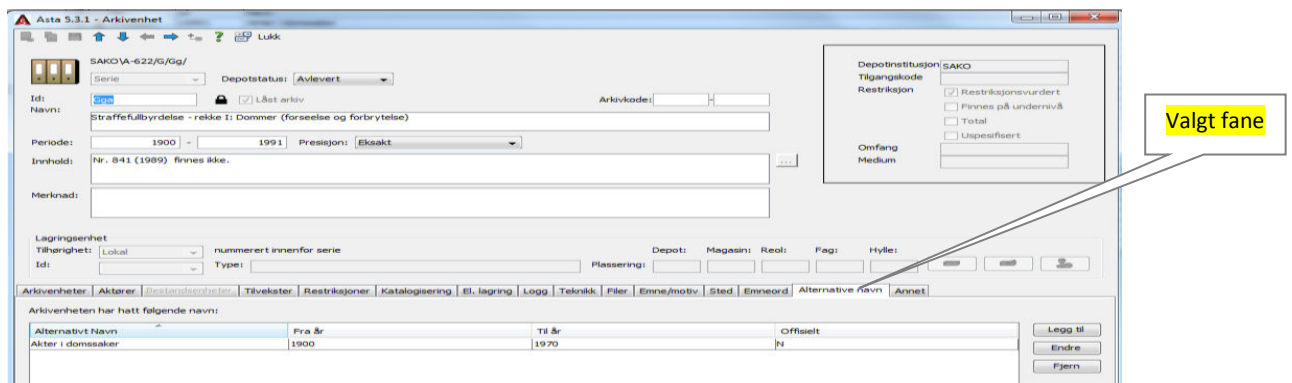 Asta 5.3.1 - Arkivenhet
Lukk
SAKO\A-622/G/Gg/
Serie Depotstatus: Avlevert
Id: Gga Låst arkiv Arkivkode: -
Navn:
Straffefullbyrdelse - rekke I: Dommer (forseelse og forbrytelse)
Periode: 1900 - 1991 Presisjon: Eksakt
Innhold: Nr. 841 (1989) finnes ikke. ...
Merknad:
Depotinstitusjon SAKO
Tilgangskode
Restriksjon Restriksjonsvurdert
Finnes på undernivå
Total
Uspesifisert
Omfang
Medium
Valgt fane
Lagringsenhet
Tilhørighet: Lokal nummerert innenfor serie Depot: Magasin: Reol: Fag: Hylle:
Id: Type: Plassering:
Arkivenheter Aktører Bestandsenheter Tilvekster Restriksjoner Katalogisering El. lagring Logg Teknikk Filer Emne/motiv Sted Emneord Alternative navn Annet
Arkivenheten har hatt følgende navn:
Alternativt Navn Fra år Til år Offisielt Legg til
Akter i domssaker 1900 1970 N
Endre
Fjern